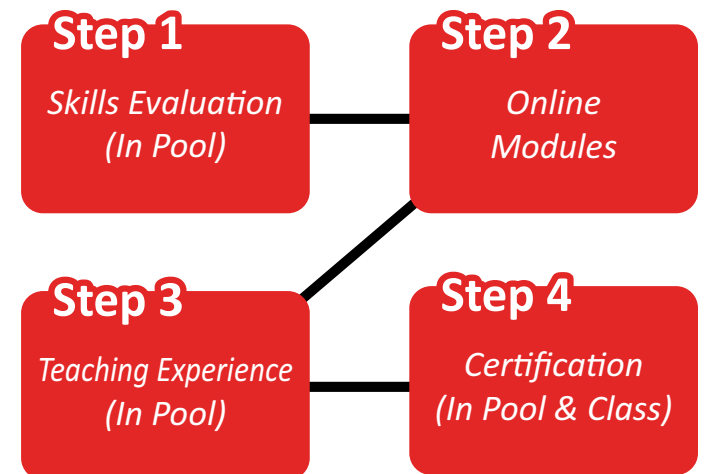 Step 1
Skills Evaluation
(In Pool)
Step 2
Online
Modules
Step 3
Teaching Experience
(In Pool)
Step 4
Certification
(In Pool & Class)